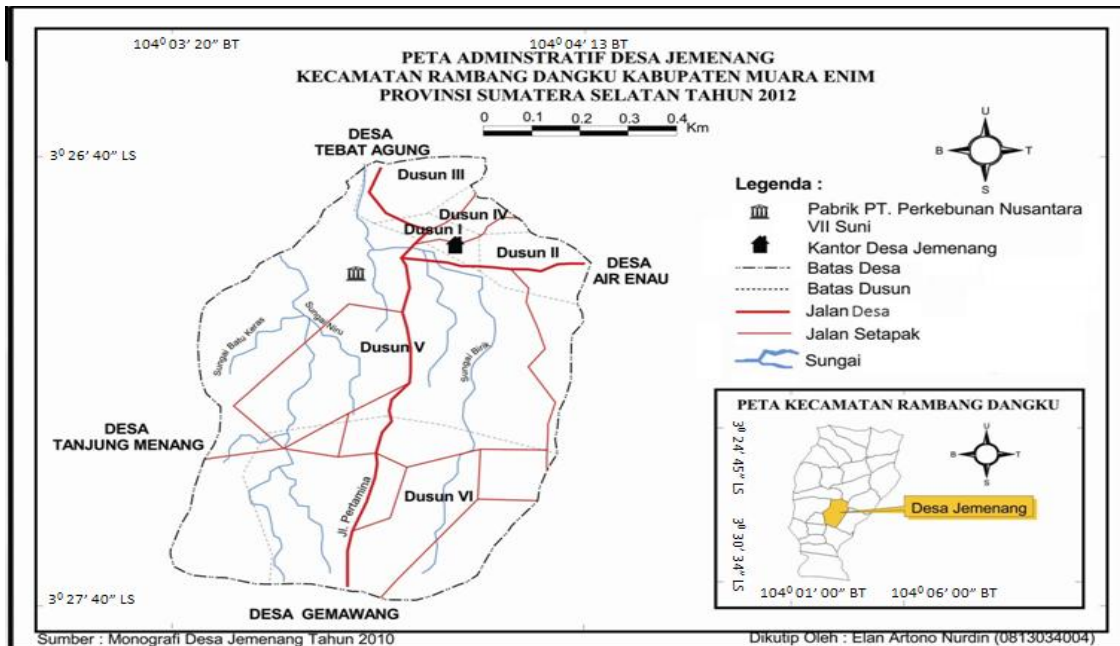 104⁰ 03' 20" BT
104⁰ 04' 13 BT
PETA ADMINSTRATIF DESA JEMENANG
KECAMATAN RAMBANG DANGKU KABUPATEN MUARA ENIM
PROVINSI SUMATERA SELATAN TAHUN 2012
0 0.1 0.2 0.3 0.4
Km
3⁰ 26' 40" LS
DESA
TEBAT AGUNG
Dusun III
Dusun IV
Dusun I
Dusun II
DESA
AIR ENAU
Sungai Batu Keras
Sungai Niru
Dusun V
Sungai Birik
DESA
TANJUNG MENANG
Dusun VI
Jl. Pertamina
3⁰ 27' 40" LS
DESA GEMAWANG
U
B T
S
Legenda :
Pabrik PT. Perkebunan Nusantara
VII Suni
Kantor Desa Jemenang
Batas Desa
Batas Dusun
Jalan Desa
Jalan Setapak
Sungai
PETA KECAMATAN RAMBANG DANGKU
3⁰ 24' 45" LS
3⁰ 30' 34" LS
U
B T
S
Desa Jemenang
104⁰ 01' 00" BT
104⁰ 06' 00" BT
Sumber : Monografi Desa Jemenang Tahun 2010
Dikutip Oleh : Elan Artono Nurdin (0813034004)